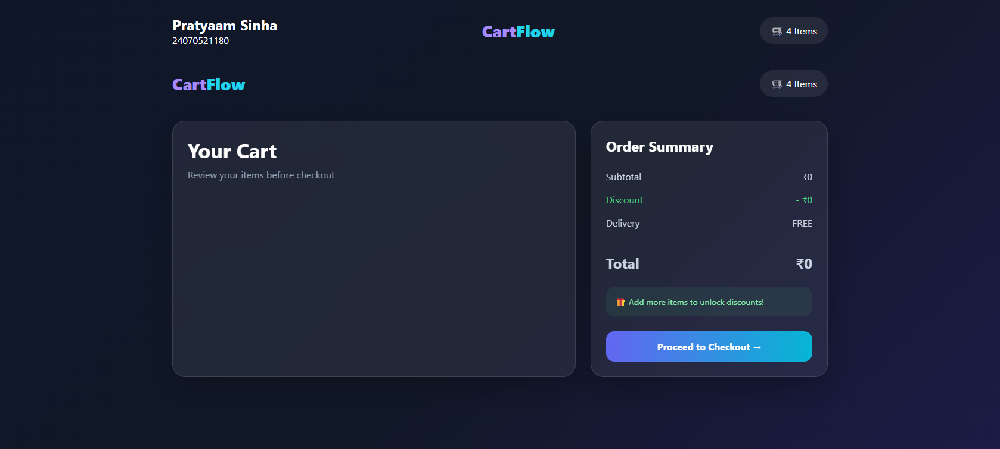 Pratyaam Sinha
24070521180
CartFlow
🛒 4 Items
CartFlow
🛒 4 Items
Your Cart
Review your items before checkout
Order Summary
Subtotal ₹0
Discount - ₹0
Delivery FREE
Total ₹0
🎁 Add more items to unlock discounts!
Proceed to Checkout →